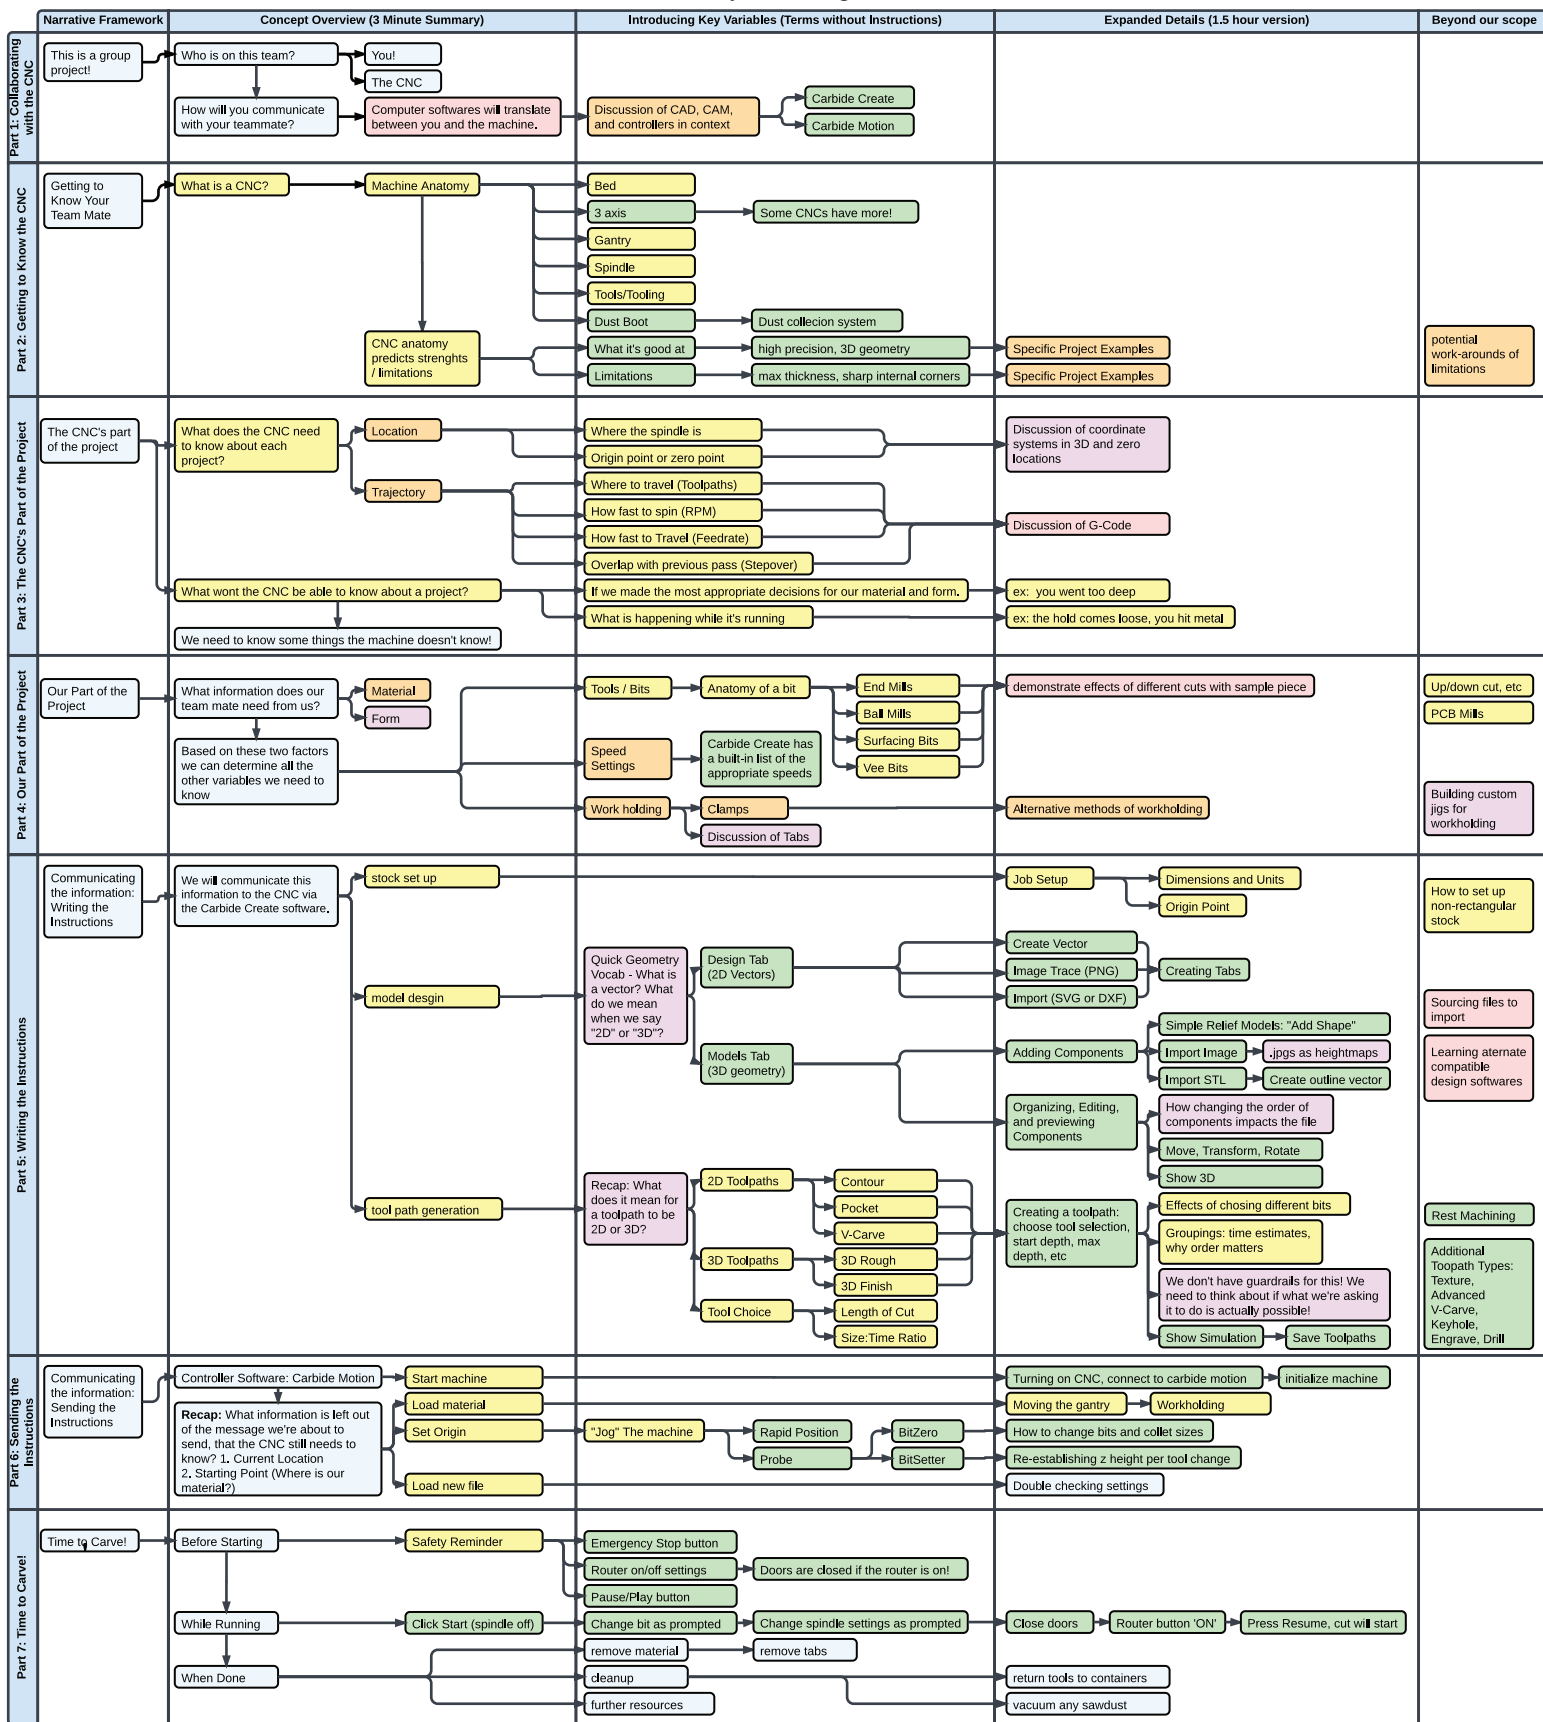 Narrative Framework
Concept Overview (3 Minute Summary)
Introducing Key Variables (Terms without Instructions)
Expanded Details (1.5 hour version)
Beyond our scope
Part 1: Collaborating
with the CNC
This is a group
project!
Who is on this team?
You!
The CNC
How will you communicate
with your teammate?
Computer softwares will translate
between you and the machine.
Discussion of CAD, CAM,
and controllers in context
Carbide Create
Carbide Motion
Part 2: Getting to Know the CNC
Getting to
Know Your
Team Mate
What is a CNC?
Machine Anatomy
Bed
3 axis
Some CNCs have more!
Gantry
Spindle
Tools/Tooling
Dust Boot
Dust collecion system
CNC anatomy
predicts strenghts
/ limitations
What it's good at
high precision, 3D geometry
Specific Project Examples
Limitations
max thickness, sharp internal corners
Specific Project Examples
potential
work-arounds of
limitations
Part 3: The CNC's Part of the Project
The CNC's part
of the project
What does the CNC need
to know about each
project?
Location
Where the spindle is
Origin point or zero point
Discussion of coordinate
systems in 3D and zero
locations
Trajectory
Where to travel (Toolpaths)
How fast to spin (RPM)
How fast to Travel (Feedrate)
Overlap with previous pass (Stepover)
Discussion of G-Code
What wont the CNC be able to know about a project?
If we made the most appropriate decisions for our material and form.
ex:  you went too deep
What is happening while it's running
ex: the hold comes loose, you hit metal
We need to know some things the machine doesn't know!
Part 4: Our Part of the Project
Our Part of the
Project
What information does our
team mate need from us?
Material
Form
Based on these two factors
we can determine all the
other variables we need to
know
Tools / Bits
Anatomy of a bit
End Mills
Ball Mills
Surfacing Bits
Vee Bits
demonstrate effects of different cuts with sample piece
Up/down cut, etc
PCB Mills
Speed
Settings
Carbide Create has
a built-in list of the
appropriate speeds
Work holding
Clamps
Discussion of Tabs
Alternative methods of workholding
Building custom
jigs for
workholding
Part 5: Writing the Instructions
Communicating
the information:
Writing the
Instructions
We will communicate this
information to the CNC via
the Carbide Create software.
stock set up
Job Setup
Dimensions and Units
Origin Point
How to set up
non-rectangular
stock
model desgin
Quick Geometry
Vocab - What is
a vector? What
do we mean
when we say
"2D" or "3D"?
Design Tab
(2D Vectors)
Create Vector
Image Trace (PNG)
Import (SVG or DXF)
Creating Tabs
Sourcing files to
import
Models Tab
(3D geometry)
Adding Components
Simple Relief Models: "Add Shape"
Import Image
.jpgs as heightmaps
Import STL
Create outline vector
Learning aternate
compatible
design softwares
Organizing, Editing,
and previewing
Components
How changing the order of
components impacts the file
Move, Transform, Rotate
Show 3D
tool path generation
Recap: What
does it mean for
a toolpath to be
2D or 3D?
2D Toolpaths
Contour
Pocket
V-Carve
3D Toolpaths
3D Rough
3D Finish
Tool Choice
Length of Cut
Size:Time Ratio
Creating a toolpath:
choose tool selection,
start depth, max
depth, etc
Effects of chosing different bits
Groupings: time estimates,
why order matters
We don't have guardrails for this! We
need to think about if what we're asking
it to do is actually possible!
Show Simulation
Save Toolpaths
Rest Machining
Additional
Toopath Types:
Texture,
Advanced
V-Carve,
Keyhole,
Engrave, Drill
Part 6: Sending the
Instructions
Communicating
the information:
Sending the
Instructions
Controller Software: Carbide Motion
Start machine
Turning on CNC, connect to carbide motion
initialize machine
Recap: What information is left out
of the message we're about to
send, that the CNC still needs to
know? 1. Current Location
2. Starting Point (Where is our
material?)
Load material
Moving the gantry
Workholding
Set Origin
"Jog" The machine
Rapid Position
Probe
BitZero
BitSetter
How to change bits and collet sizes
Re-establishing z height per tool change
Load new file
Double checking settings
Part 7: Time to Carve!
Time to Carve!
Before Starting
Safety Reminder
Emergency Stop button
Router on/off settings
Doors are closed if the router is on!
Pause/Play button
While Running
Click Start (spindle off)
Change bit as prompted
Change spindle settings as prompted
Close doors
Router button 'ON'
Press Resume, cut will start
When Done
remove material
remove tabs
cleanup
return tools to containers
further resources
vacuum any sawdust